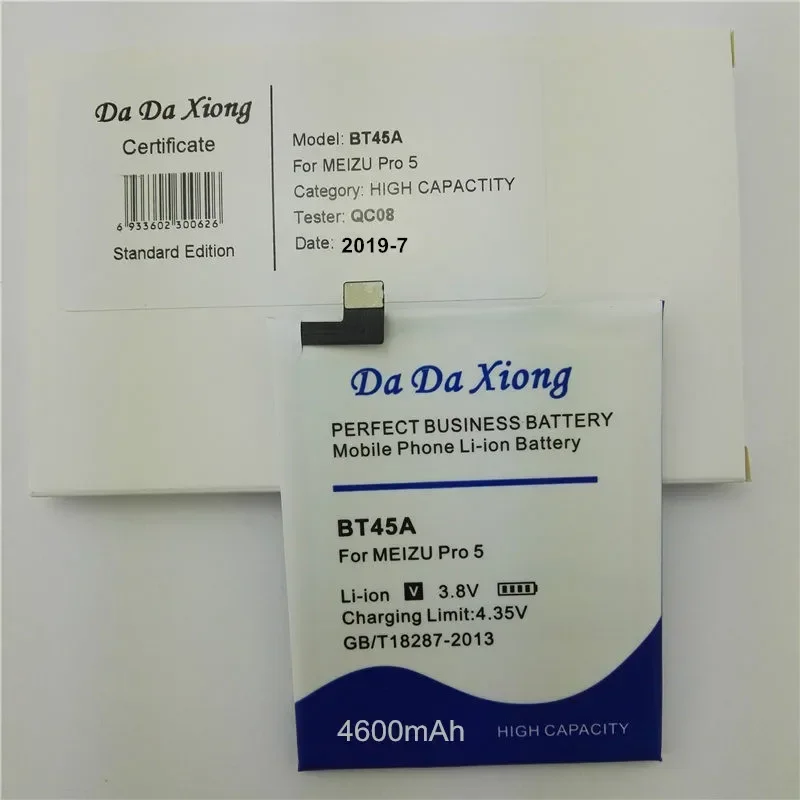 Da Da Xiong
Certificate
6 933602 300626
Standard Edition
Model: BT45A
For MEIZU Pro 5
Category: HIGH CAPACTITY
Tester: QC08
Date: 2019-7
Da Da Xiong
PERFECT BUSINESS BATTERY
Mobile Phone Li-ion Battery
BT45A
For MEIZU Pro 5
Li-ion V 3.8V
Charging Limit:4.35V
GB/T18287-2013
4600mAh HIGH CAPACITY